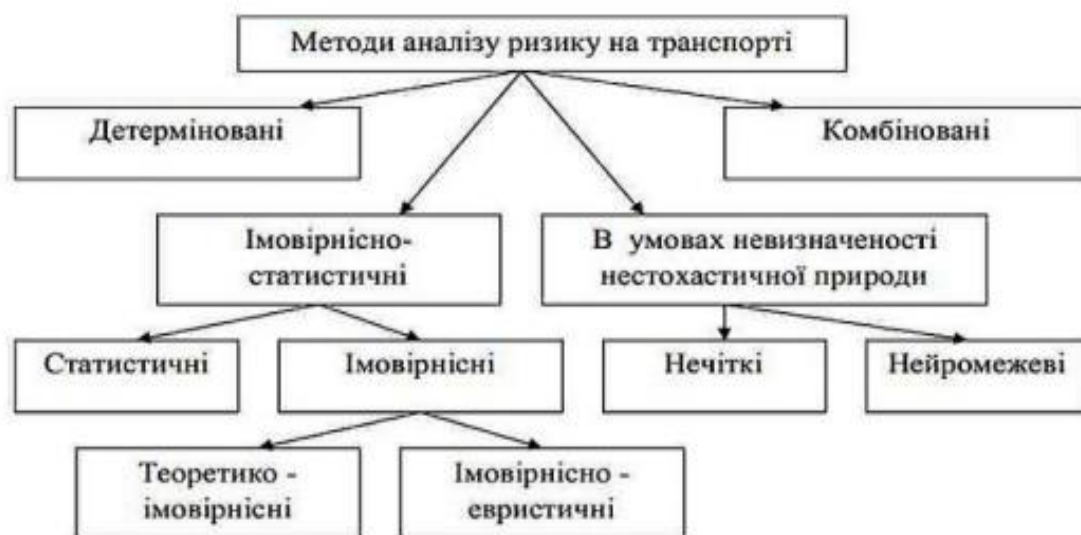 Методи аналізу ризику на транспорті
Детерміновані
Комбіновані
Імовірнісно-
статистичні
В умовах невизначеності
нестохастичної природи
Статистичні
Імовірнісні
Нечіткі
Нейромежеві
Теоретико -
імовірнісні
Імовірнісно -
евристичні